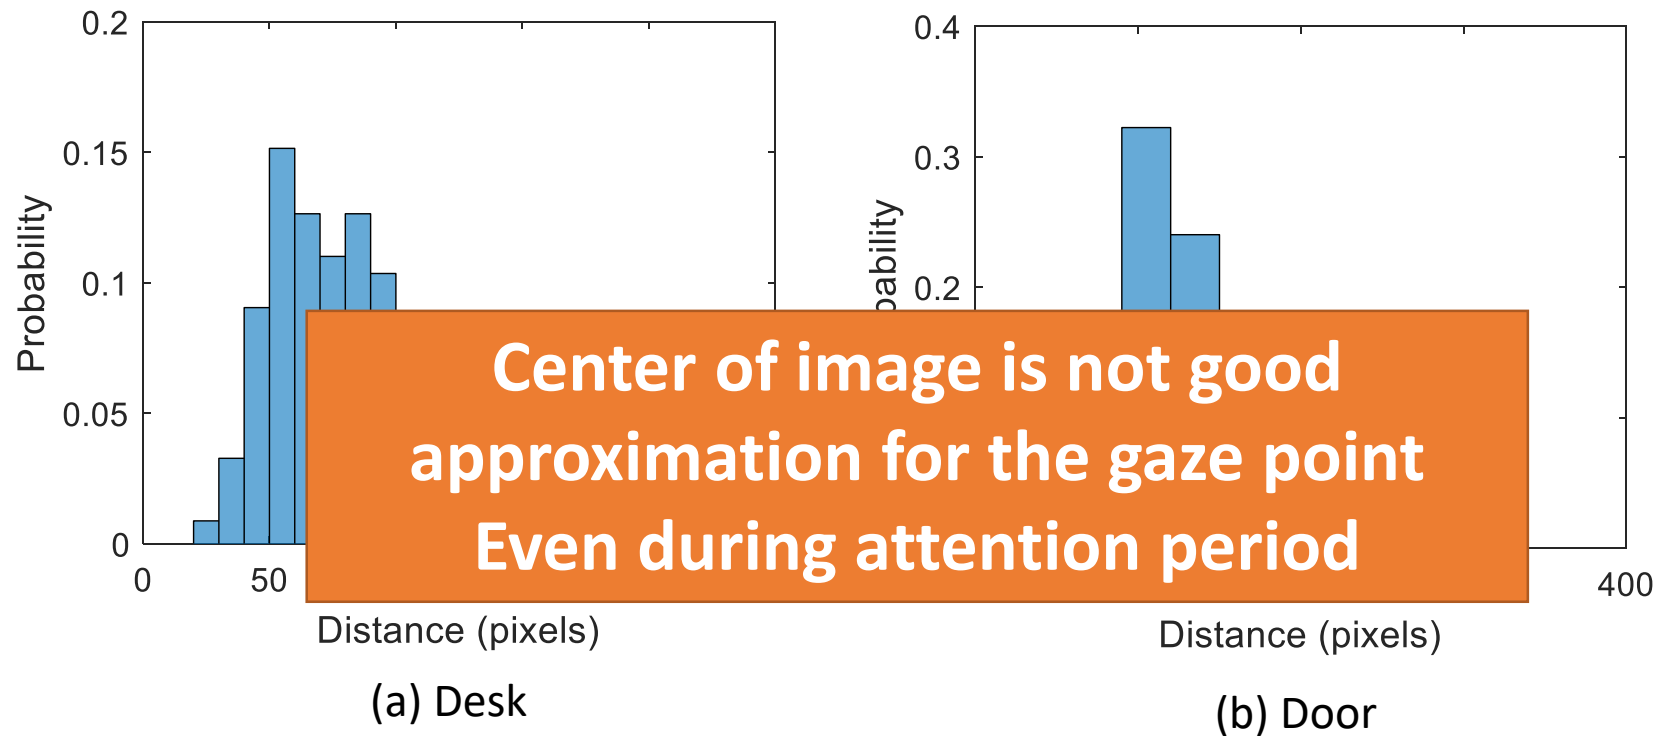 0.2
0.15
0.1
0.05
0
0
50
Probability
Distance (pixels)
(a) Desk
0.4
0.3
0.2
bability
400
Distance (pixels)
(b) Door
Center of image is not good
approximation for the gaze point
Even during attention period